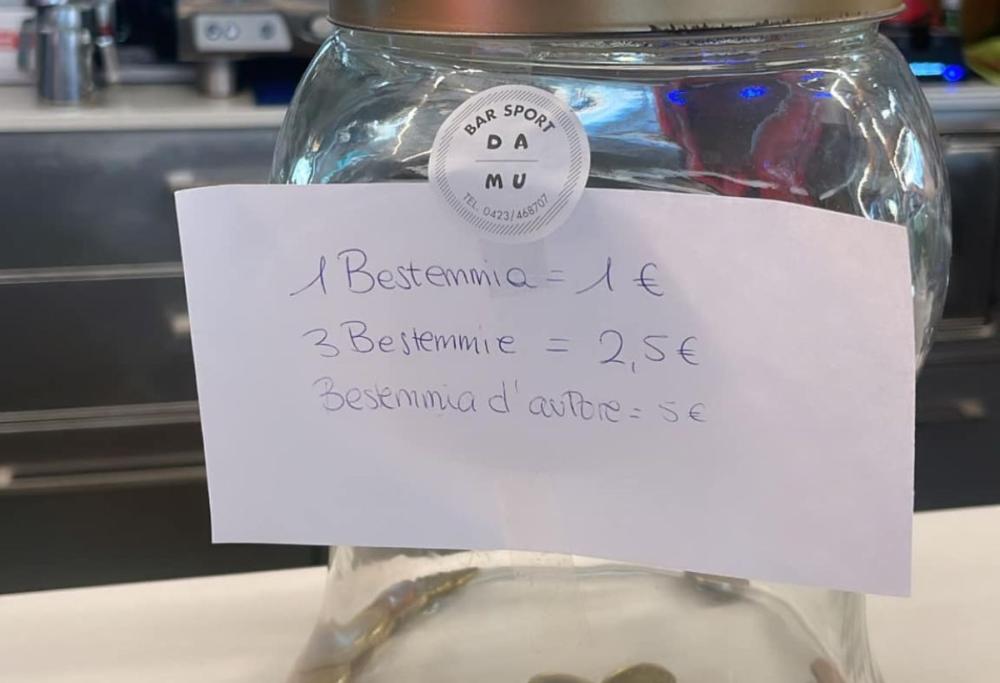 BAR SPORT
DA
MU
TEL. 0423/468707
1 Bestemmia = 1 €
3 Bestemmie = 2,5€
Bestemmia d'autore = 5€